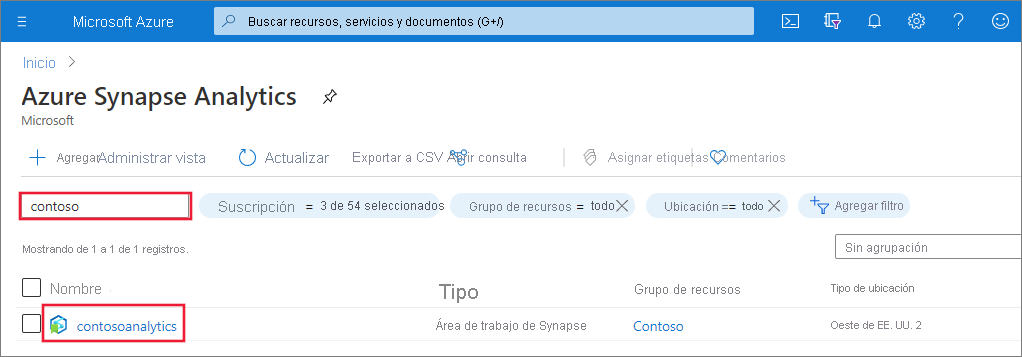 Microsoft Azure Buscar recursos, servicios y documentos (G+/)
Inicio
Azure Synapse Analytics
Microsoft
Agregar Administrar vista Actualizar Exportar a CSV Abrir consulta Asignar etiquetas Comentarios
contoso Suscripción = 3 de 54 seleccionados Grupo de recursos = todo Ubicación == todo Agregar filtro
Mostrando de 1 a 1 de 1 registros. Sin agrupación
Nombre Tipo Grupo de recursos Tipo de ubicación
contosoanalytics Área de trabajo de Synapse Contoso Oeste de EE. UU. 2